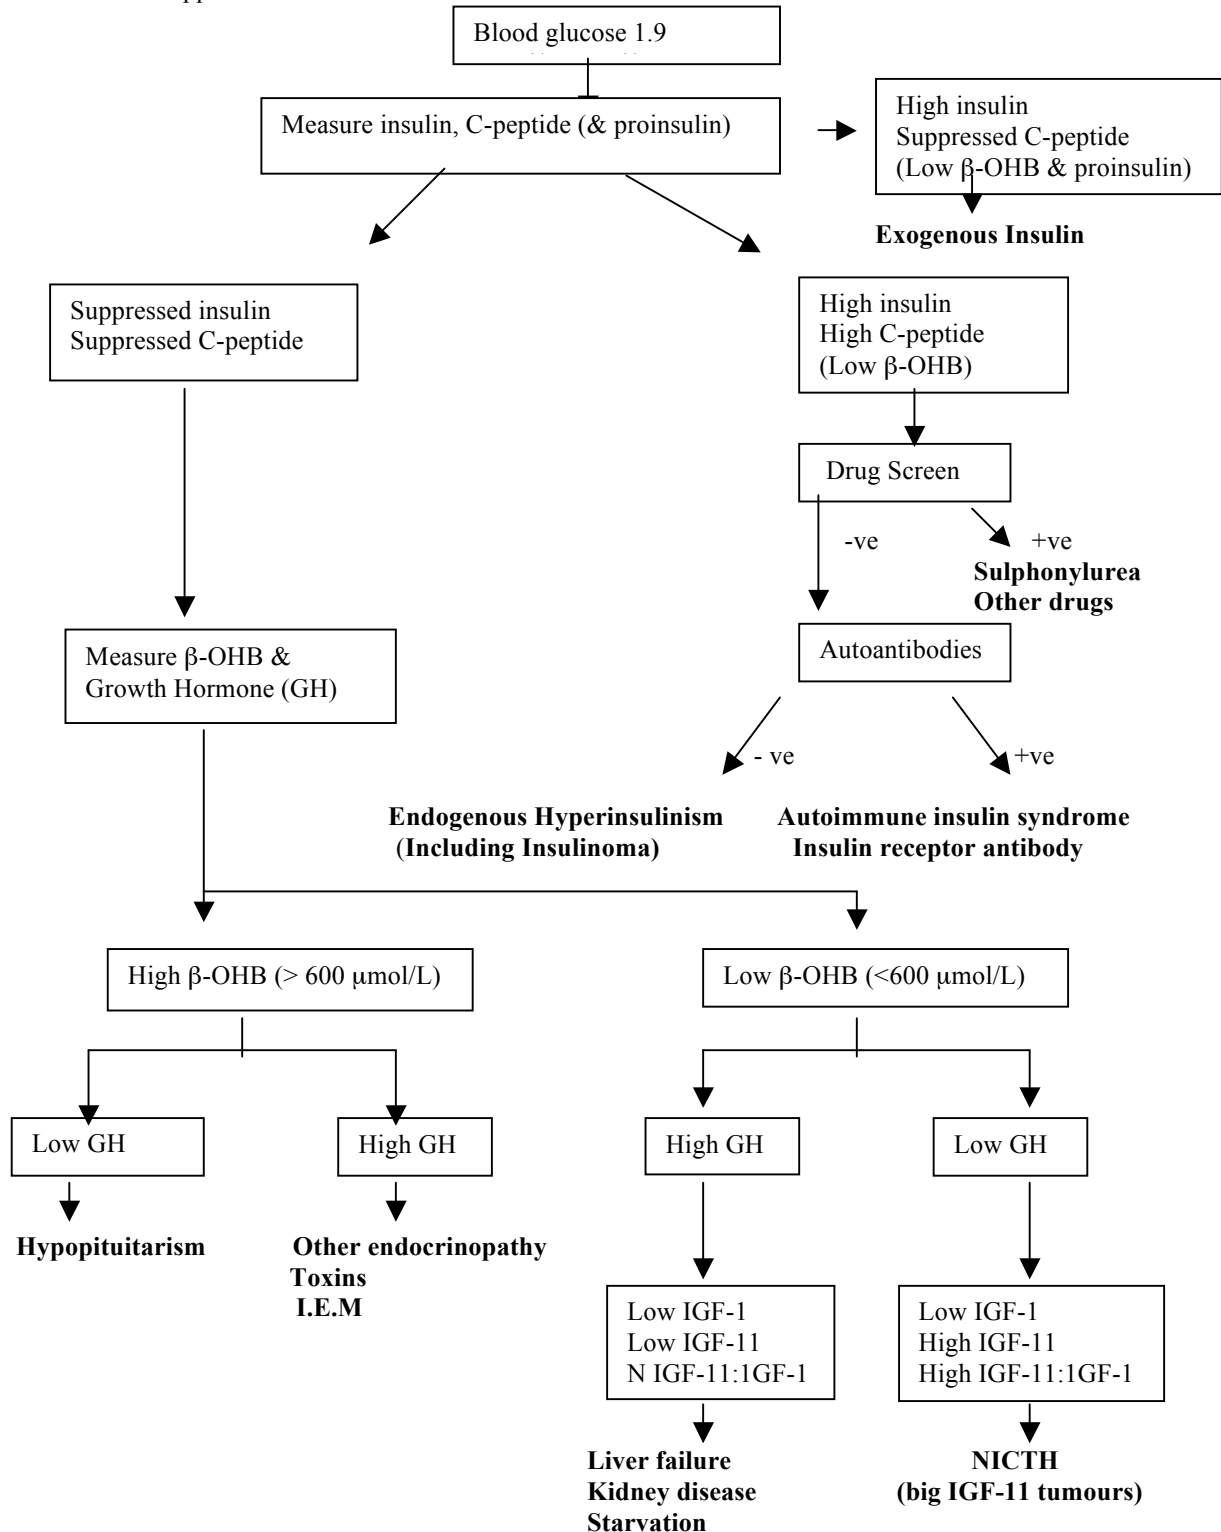 Blood glucose 1.9
Measure insulin, C-peptide (& proinsulin)
High insulin
Suppressed C-peptide
(Low β-OHB & proinsulin)
Exogenous Insulin
Suppressed insulin
Suppressed C-peptide
High insulin
High C-peptide
(Low β-OHB)
Drug Screen
-ve
+ve
Sulphonylurea
Other drugs
Measure β-OHB &
Growth Hormone (GH)
Autoantibodies
- ve
+ve
Endogenous Hyperinsulinism
(Including Insulinoma)
Autoimmune insulin syndrome
Insulin receptor antibody
High β-OHB (> 600 μmol/L)
Low β-OHB (<600 μmol/L)
Low GH
High GH
High GH
Low GH
Hypopituitarism
Other endocrinopathy
Toxins
I.E.M
Low IGF-1
Low IGF-11
N IGF-11:1GF-1
Low IGF-1
High IGF-11
High IGF-11:1GF-1
Liver failure
Kidney disease
Starvation
NICTH
(big IGF-11 tumours)